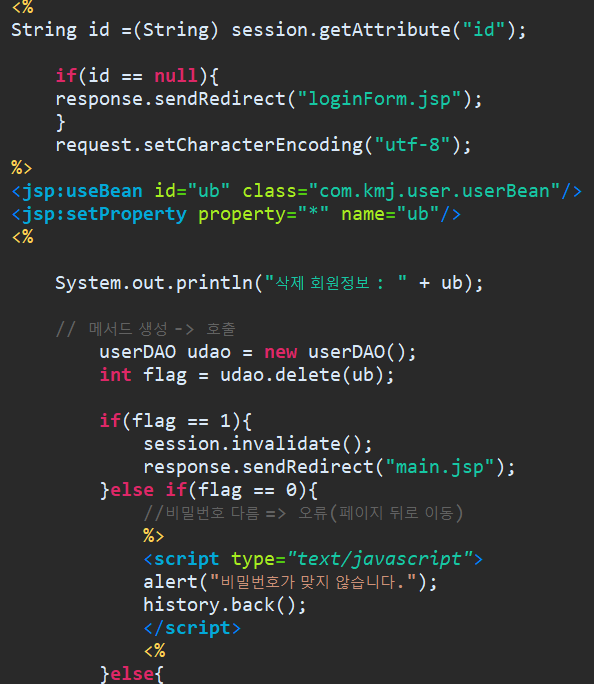 <%
String id =(String) session.getAttribute("id");
if(id == null){
response.sendRedirect("loginForm.jsp");
}
request.setCharacterEncoding("utf-8");
%>
<jsp:useBean id="ub" class="com.kmj.user.userBean"/>
<jsp:setProperty property="*" name="ub"/>
<%
System.out.println("삭제 회원정보 : " + ub);
// 메서드 생성 -> 호출
userDAO udao = new userDAO();
int flag = udao.delete(ub);
if(flag == 1){
session.invalidate();
response.sendRedirect("main.jsp");
}else if(flag == 0){
//비밀번호 다름 => 오류(페이지 뒤로 이동)
%>
<script type="text/javascript">
alert("비밀번호가 맞지 않습니다.");
history.back();
</script>
<%
}else{